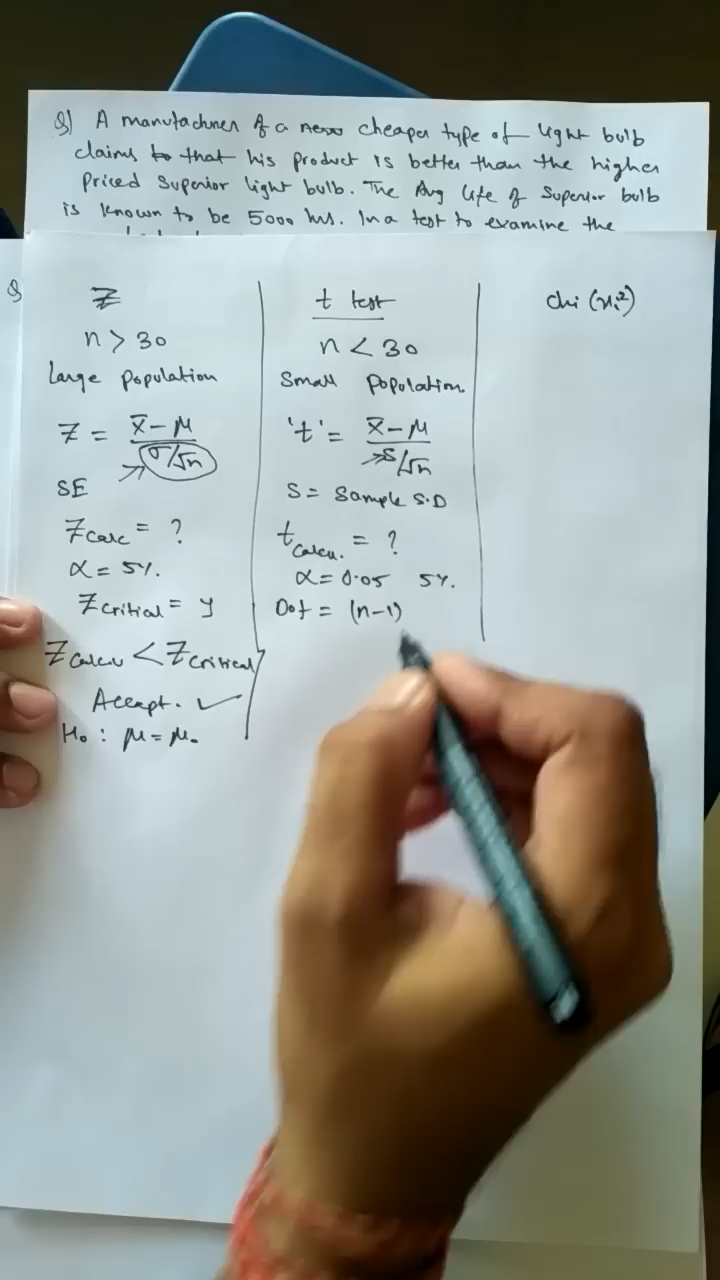 Q) A manufacturer of a new cheaper type of light bulb
claims to that his product is better than the higher
Priced Superior light bulb. The Avg life of Superior bulb
is known to be 5000 hrs. In a test to examine the
Q
Z
n > 30
Large population
Z = x̄ - μ / σ/√n
SE
Zcalc = ?
α = 5%.
Zcritical = y
Zcalcu < Zcritical
Accept. ✓
H₀ : μ = μ₀
t test
n < 30
Small Population
't' = x̄ - μ / s/√n
S = Sample S.D
tcalcu. = ?
α = 0.05 5%.
Dof = (n-1)
chi (xi²)